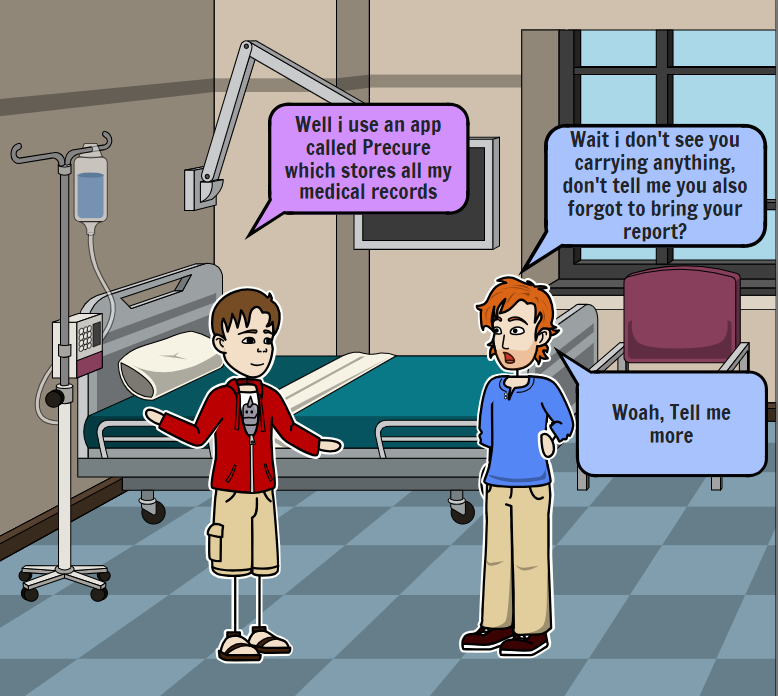 Well i use an app
called Precure
which stores all my
medical records
Wait i don't see you
carrying anything,
don't tell me you also
forgot to bring your
report?
Woah, Tell me
more